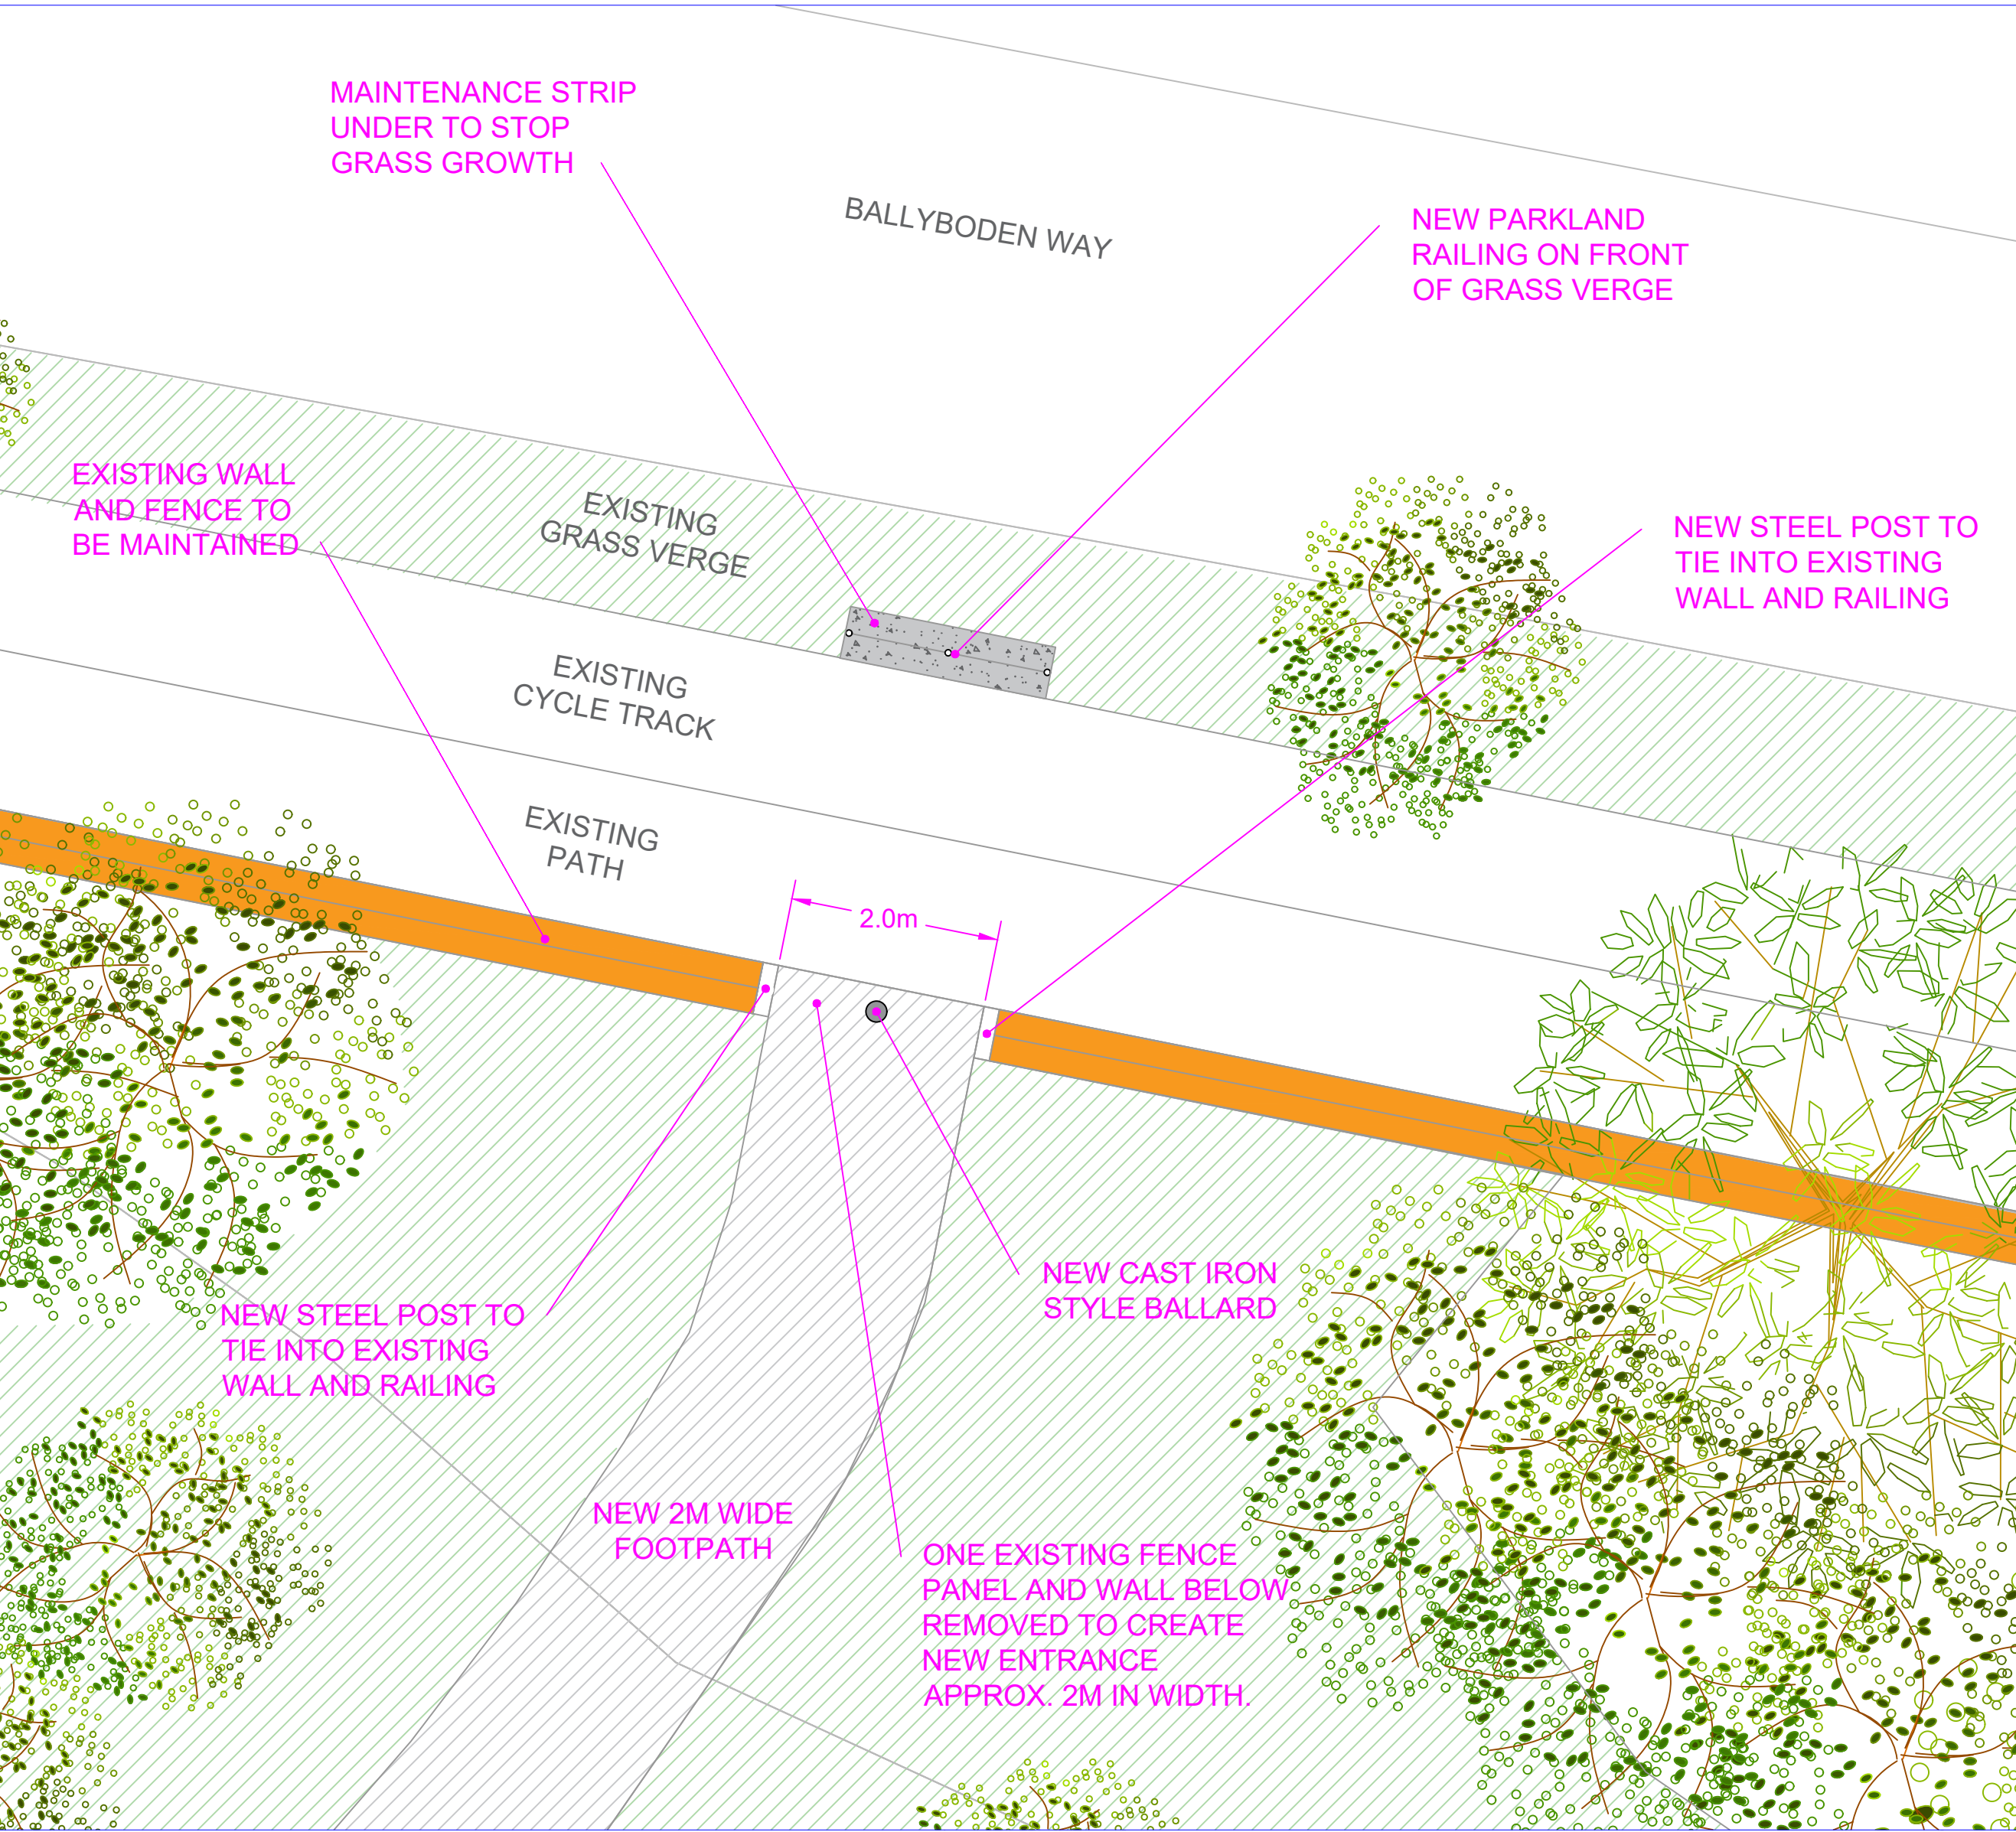 MAINTENANCE STRIP
UNDER TO STOP
GRASS GROWTH
BALLYBODEN WAY
NEW PARKLAND
RAILING ON FRONT
OF GRASS VERGE
EXISTING WALL
AND FENCE TO
BE MAINTAINED
EXISTING
GRASS VERGE
NEW STEEL POST TO
TIE INTO EXISTING
WALL AND RAILING
EXISTING
CYCLE TRACK
EXISTING
PATH
2.0m
NEW CAST IRON
STYLE BALLARD
NEW STEEL POST TO
TIE INTO EXISTING
WALL AND RAILING
NEW 2M WIDE
FOOTPATH
ONE EXISTING FENCE
PANEL AND WALL BELOW
REMOVED TO CREATE
NEW ENTRANCE
APPROX. 2M IN WIDTH.